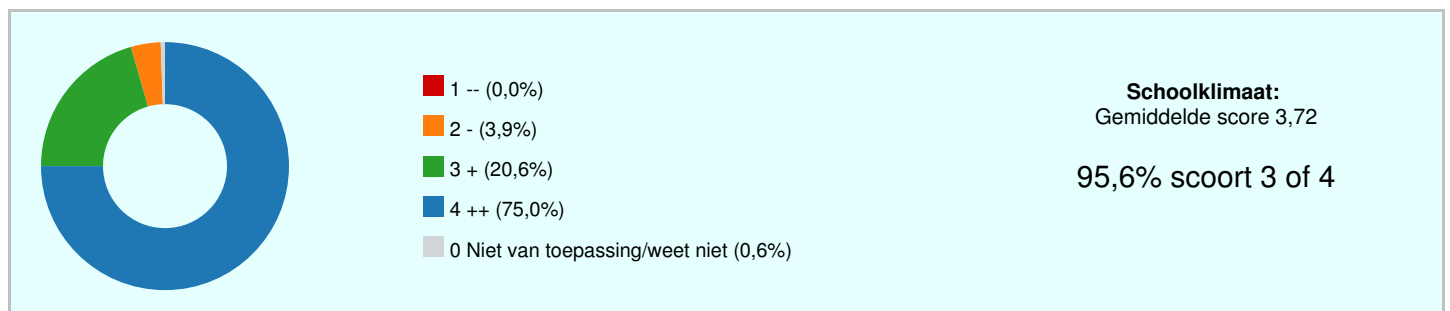 1 -- (0,0%)
2 - (3,9%)
3 + (20,6%)
4 ++ (75,0%)
0 Niet van toepassing/weet niet (0,6%)
Schoolklimaat:
Gemiddelde score 3,72
95,6% scoort 3 of 4